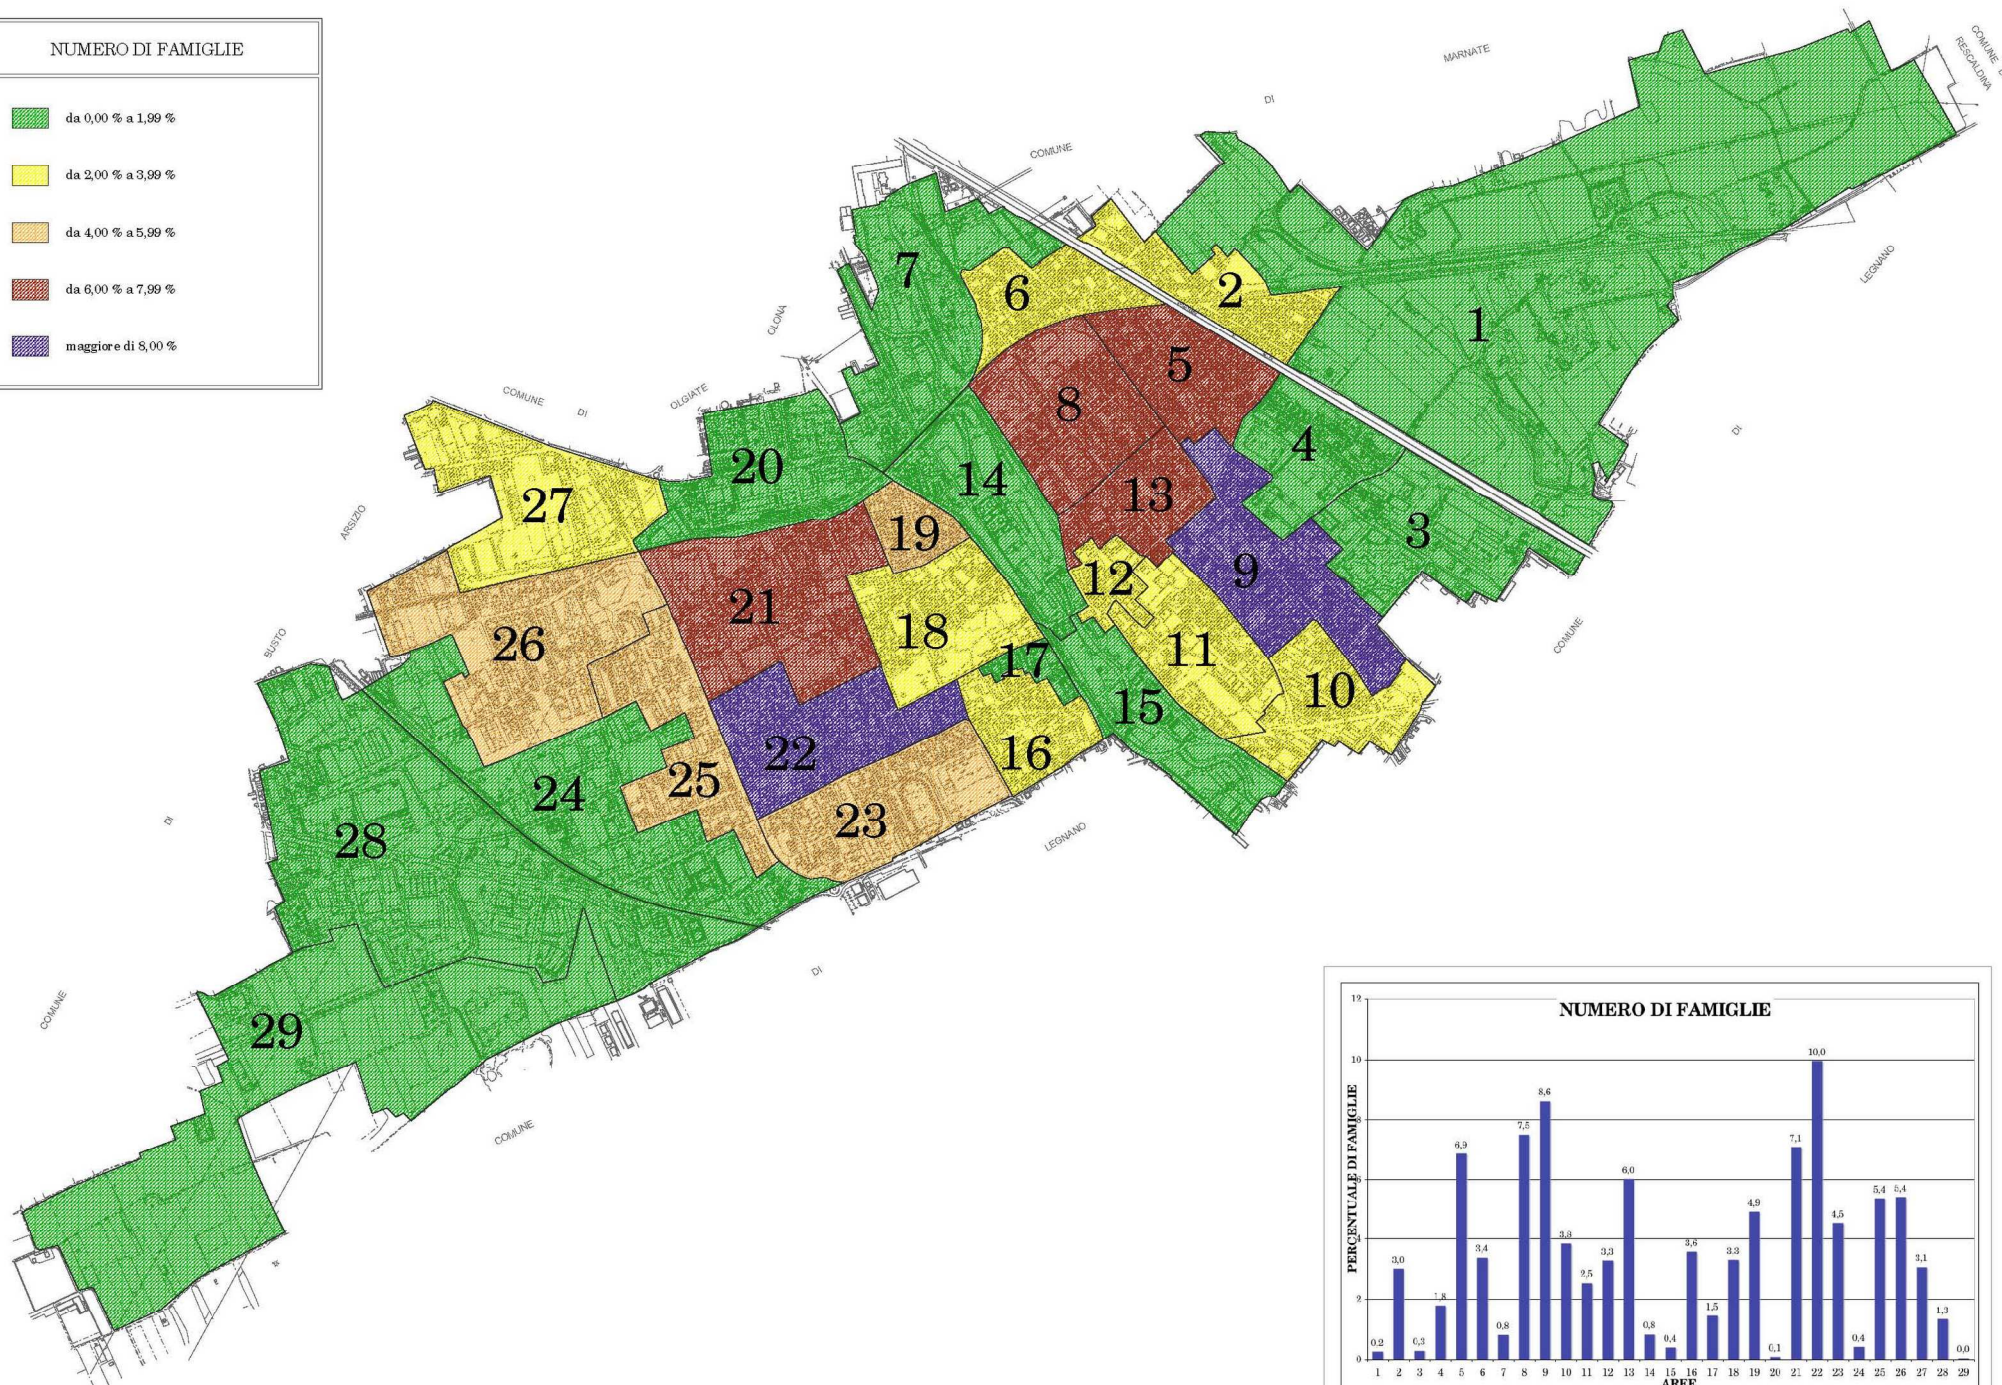 NUMERO DI FAMIGLIE
da 0,00 % a 1,99 %
da 2,00 % a 3,99 %
da 4,00 % a 5,99 %
da 6,00 % a 7,99 %
maggiore di 8,00 %
COMUNE
DI
MARNATE
COMUNE
RESCALDINA
COMUNE
DI
OLGIATE
OLONA
COMUNE
DI
BUSTO
ARSIZIO
COMUNE
DI
LEGNANO
COMUNE
DI
LEGNANO
1
2
3
4
5
6
7
8
9
10
11
12
13
14
15
16
17
18
19
20
21
22
23
24
25
26
27
28
29
NUMERO DI FAMIGLIE
PERCENTUALE DI FAMIGLIE
12
10
8
6
4
2
0
0,2 3,0 0,3 1,8 6,9 3,4 0,8 7,5 8,6 3,8 2,5 3,3 6,0 0,8 0,4 3,6 1,5 3,3 4,9 0,1 7,1 10,0 4,5 0,4 5,4 5,4 3,1 1,3 0,0
1 2 3 4 5 6 7 8 9 10 11 12 13 14 15 16 17 18 19 20 21 22 23 24 25 26 27 28 29
AREE